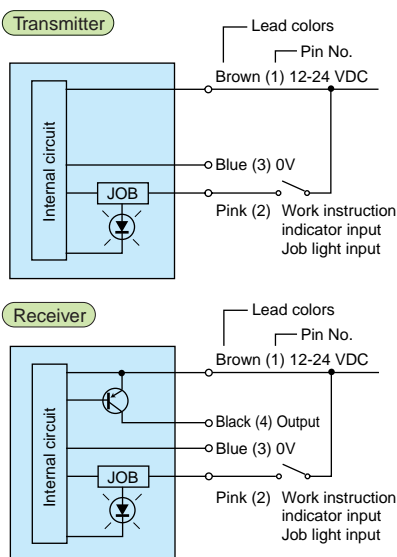 Transmitter
Lead colors
Pin No.
Brown (1) 12-24 VDC
Internal circuit
Blue (3) 0V
JOB
Pink (2) Work instruction
indicator input
Job light input
Receiver
Lead colors
Pin No.
Brown (1) 12-24 VDC
Internal circuit
Black (4) Output
Blue (3) 0V
JOB
Pink (2) Work instruction
indicator input
Job light input